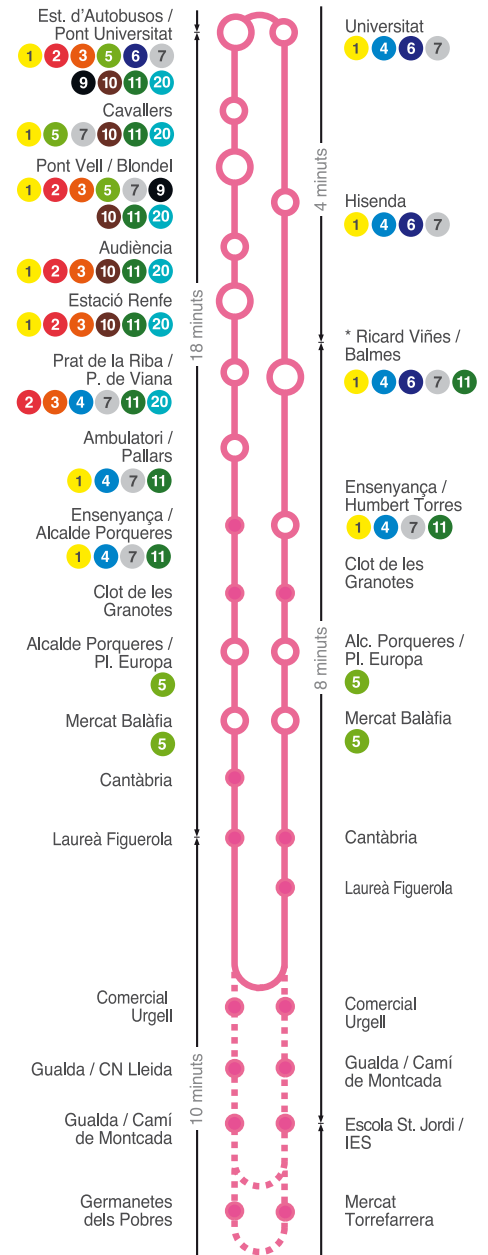 Est. d'Autobusos /
Pont Universitat
1 2 3 5 6 7
9 10 11 20
Cavallers
1 5 7 10 11 20
Pont Vell / Blondel
1 2 3 5 7 9
10 11 20
Audiència
1 2 3 10 11 20
Estació Renfe
1 2 3 10 11 20
Prat de la Riba /
P. de Viana
2 3 4 7 11 20
Ambulatori /
Pallars
1 4 7 11
Ensenyança /
Alcalde Porqueres
1 4 7 11
Clot de les
Granotes
Alcalde Porqueres /
Pl. Europa
5
Mercat Balàfia
5
Cantàbria
Laureà Figuerola
Comercial
Urgell
Gualda / CN Lleida
Gualda / Camí
de Montcada
Germanetes
dels Pobres
18 minuts
10 minuts
4 minuts
8 minuts
Universitat
1 4 6 7
Hisenda
1 4 6 7
* Ricard Viñes /
Balmes
1 4 6 7 11
Ensenyança /
Humbert Torres
1 4 7 11
Clot de les
Granotes
Alc. Porqueres /
Pl. Europa
5
Mercat Balàfia
5
Cantàbria
Laureà Figuerola
Comercial
Urgell
Gualda / Camí
de Montcada
Escola St. Jordi /
IES
Mercat
Torrefarrera